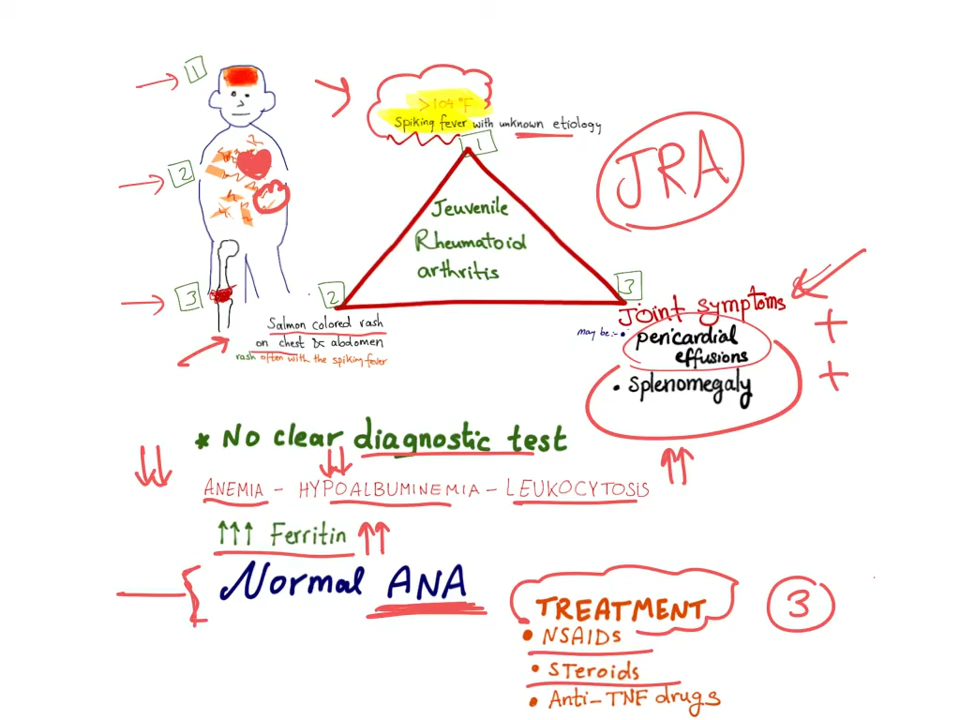 1
>104 °F
Spiking fever with unknown etiology
1
JRA
2
Jeuvenile
Rheumatoid
arthritis
3
2
3
Joint symptoms
Salmon colored rash
on chest & abdomen
rash often with the spiking fever
may be:- • pericardial
effusions
+
+
• Splenomegaly
* No clear diagnostic test
↓↓
↓↓
↑↑
ANEMIA - HYPOALBUMINEMIA - LEUKOCYTOSIS
↑↑↑ Ferritin ↑↑
Normal ANA
TREATMENT
3
• NSAIDs
• STeroids
• Anti-TNF drugs